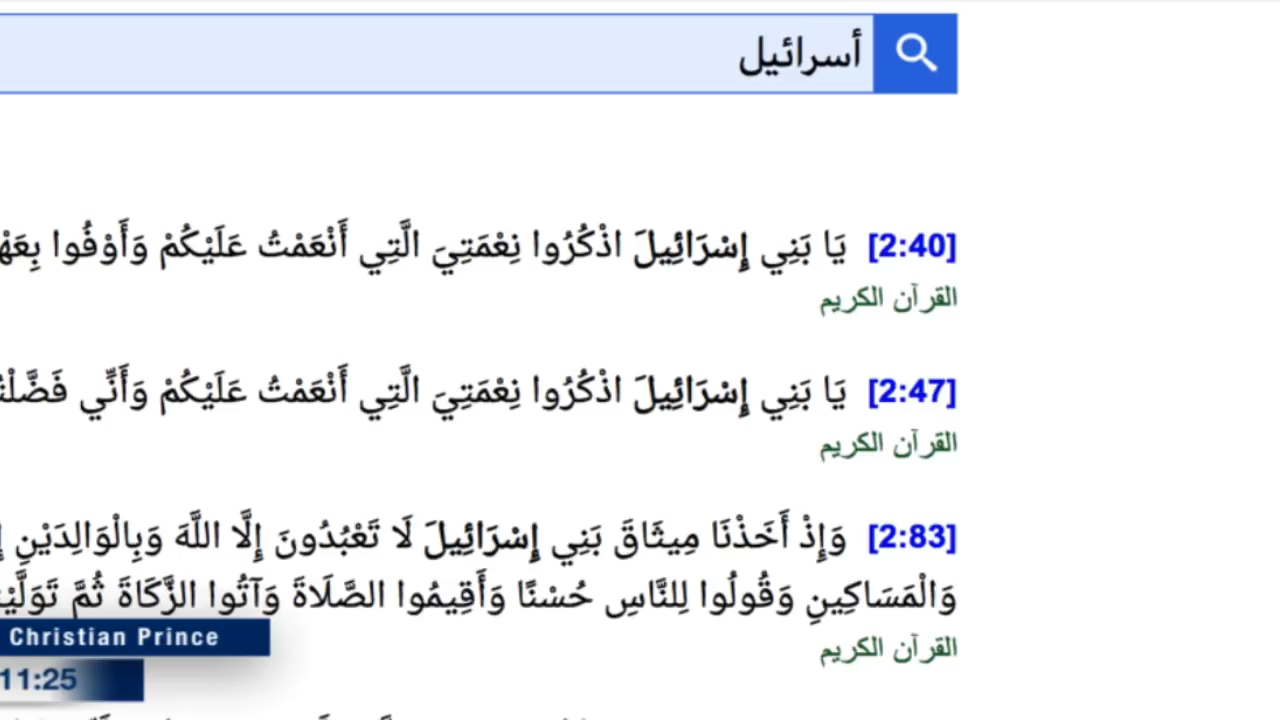 أسرائيل
[2:40] يَا بَنِي إِسْرَائِيلَ اذْكُرُوا نِعْمَتِيَ الَّتِي أَنْعَمْتُ عَلَيْكُمْ وَأَوْفُوا
القرآن الكريم
[2:47] يَا بَنِي إِسْرَائِيلَ اذْكُرُوا نِعْمَتِيَ الَّتِي أَنْعَمْتُ عَلَيْكُمْ وَأَنِّي
القرآن الكريم
[2:83] وَإِذْ أَخَذْنَا مِيثَاقَ بَنِي إِسْرَائِيلَ لَا تَعْبُدُونَ إِلَّا اللَّهَ وَبِالْوَالِدَيْنِ
وَالْمَسَاكِينِ وَقُولُوا لِلنَّاسِ حُسْنًا وَأَقِيمُوا الصَّلَاةَ وَآتُوا الزَّكَاةَ ثُمَّ
القرآن الكريم
Christian Prince
11:25